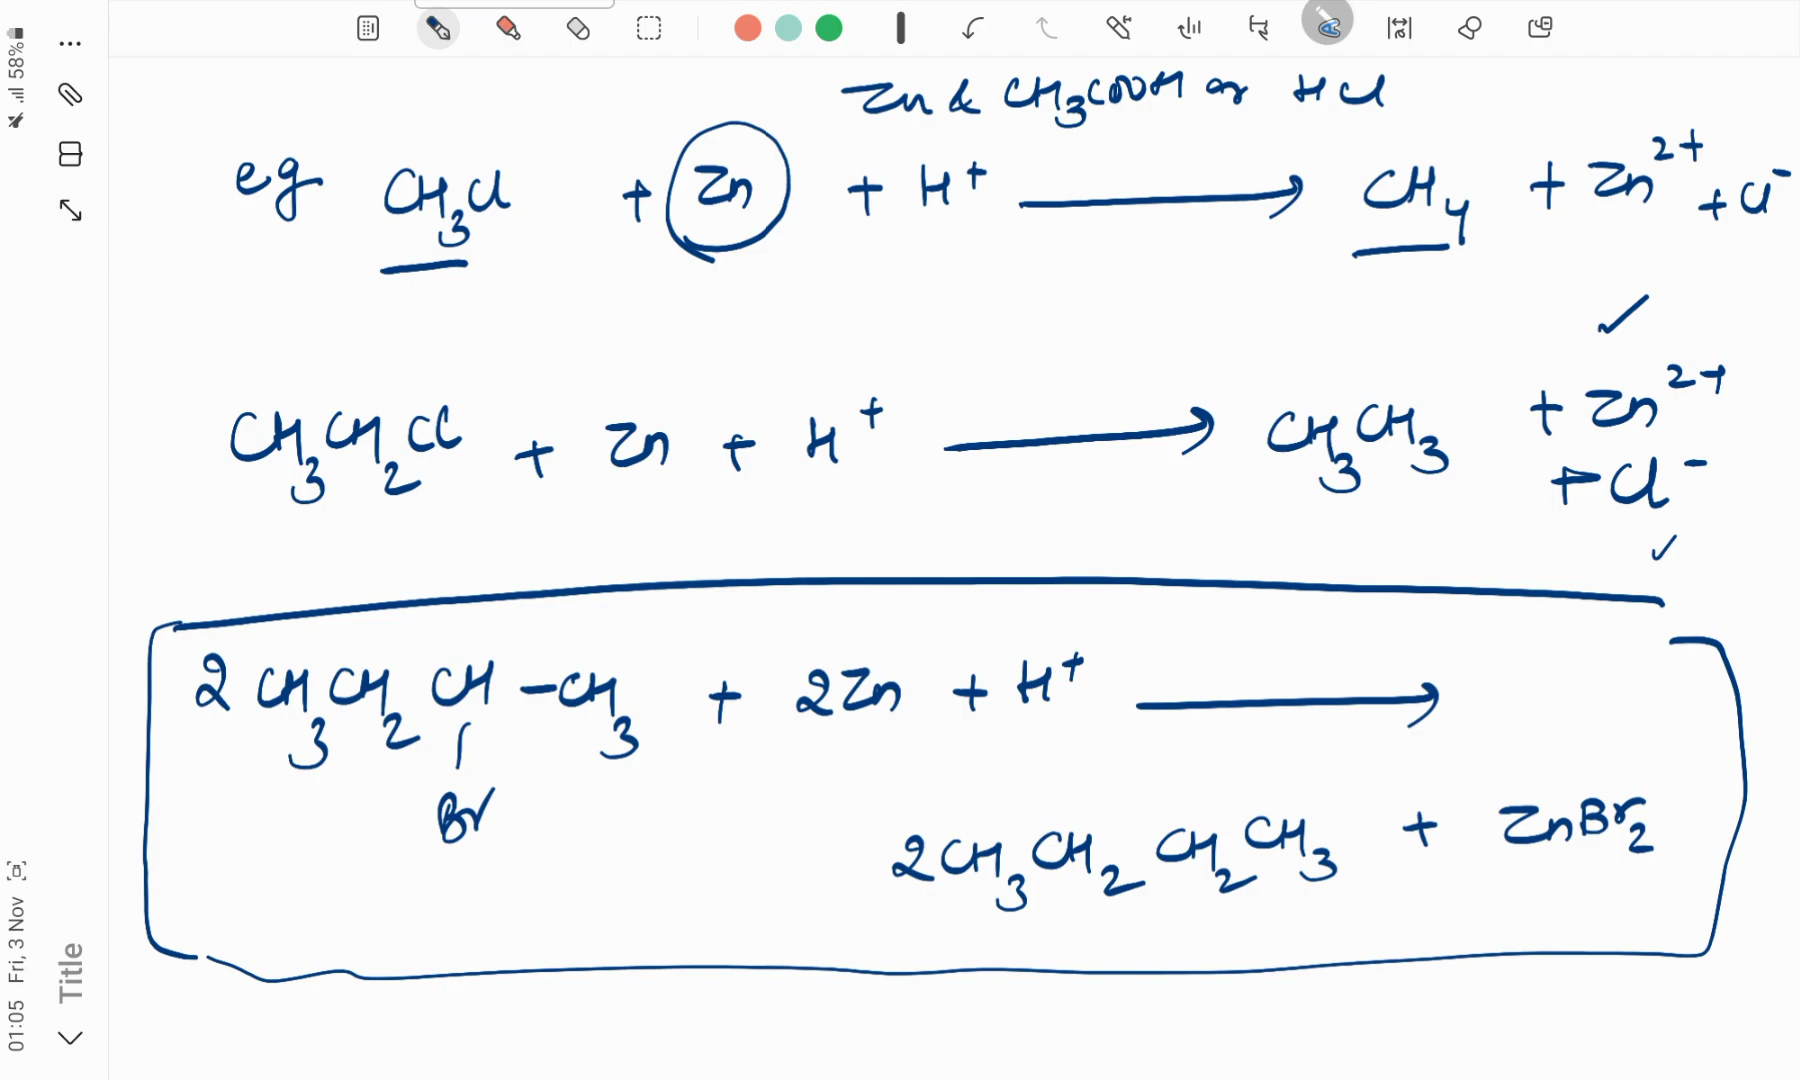 Zn & CH3COOH or HCl
eg CH3Cl + Zn + H+ ⟶ CH4 + Zn2+ + Cl-
✓
CH3CH2Cl + Zn + H+ ⟶ CH3CH3 + Zn2+
+ Cl-
✓
2 CH3CH2CH-CH3 + 2Zn + H+ ⟶
|
Br
2CH3CH2CH2CH3 + ZnBr2
58%
01:05 Fri, 3 Nov
Title